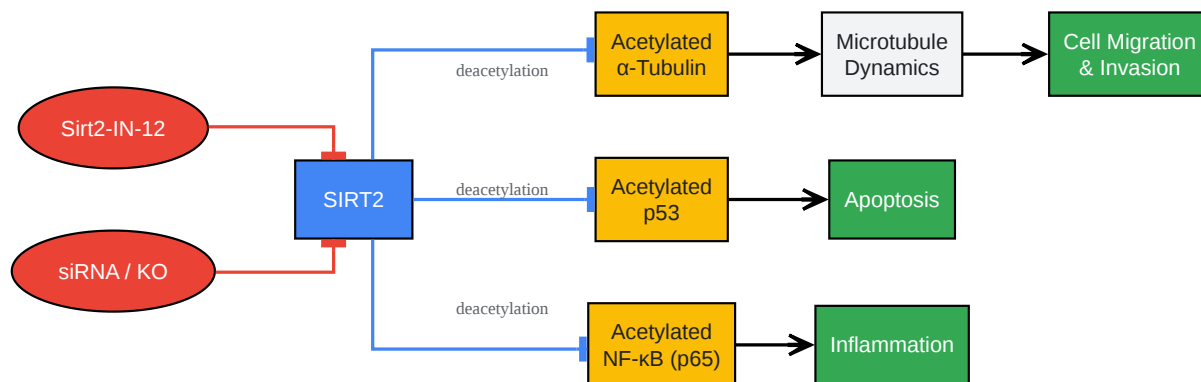 Acetylated
α-Tubulin
Microtubule
Dynamics
Cell Migration
& Invasion
deacetylation
Sirt2-IN-12
SIRT2
deacetylation
Acetylated
p53
Apoptosis
siRNA / KO
deacetylation
Acetylated
NF-κB (p65)
Inflammation